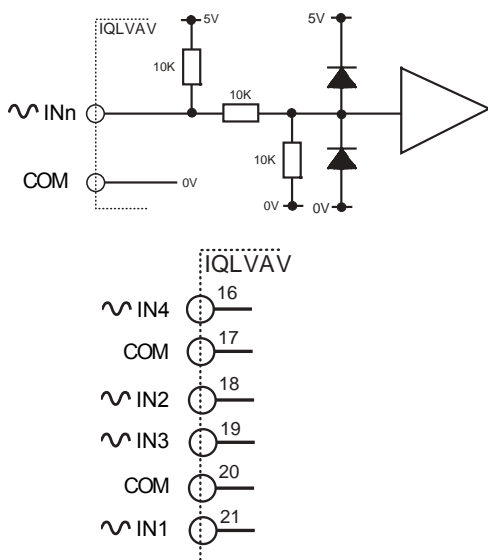 IQLVAV
5V
5V
10K
INn
10K
10K
COM
0V
0V
0V
IQLVAV
IN4 16
COM 17
IN2 18
IN3 19
COM 20
IN1 21